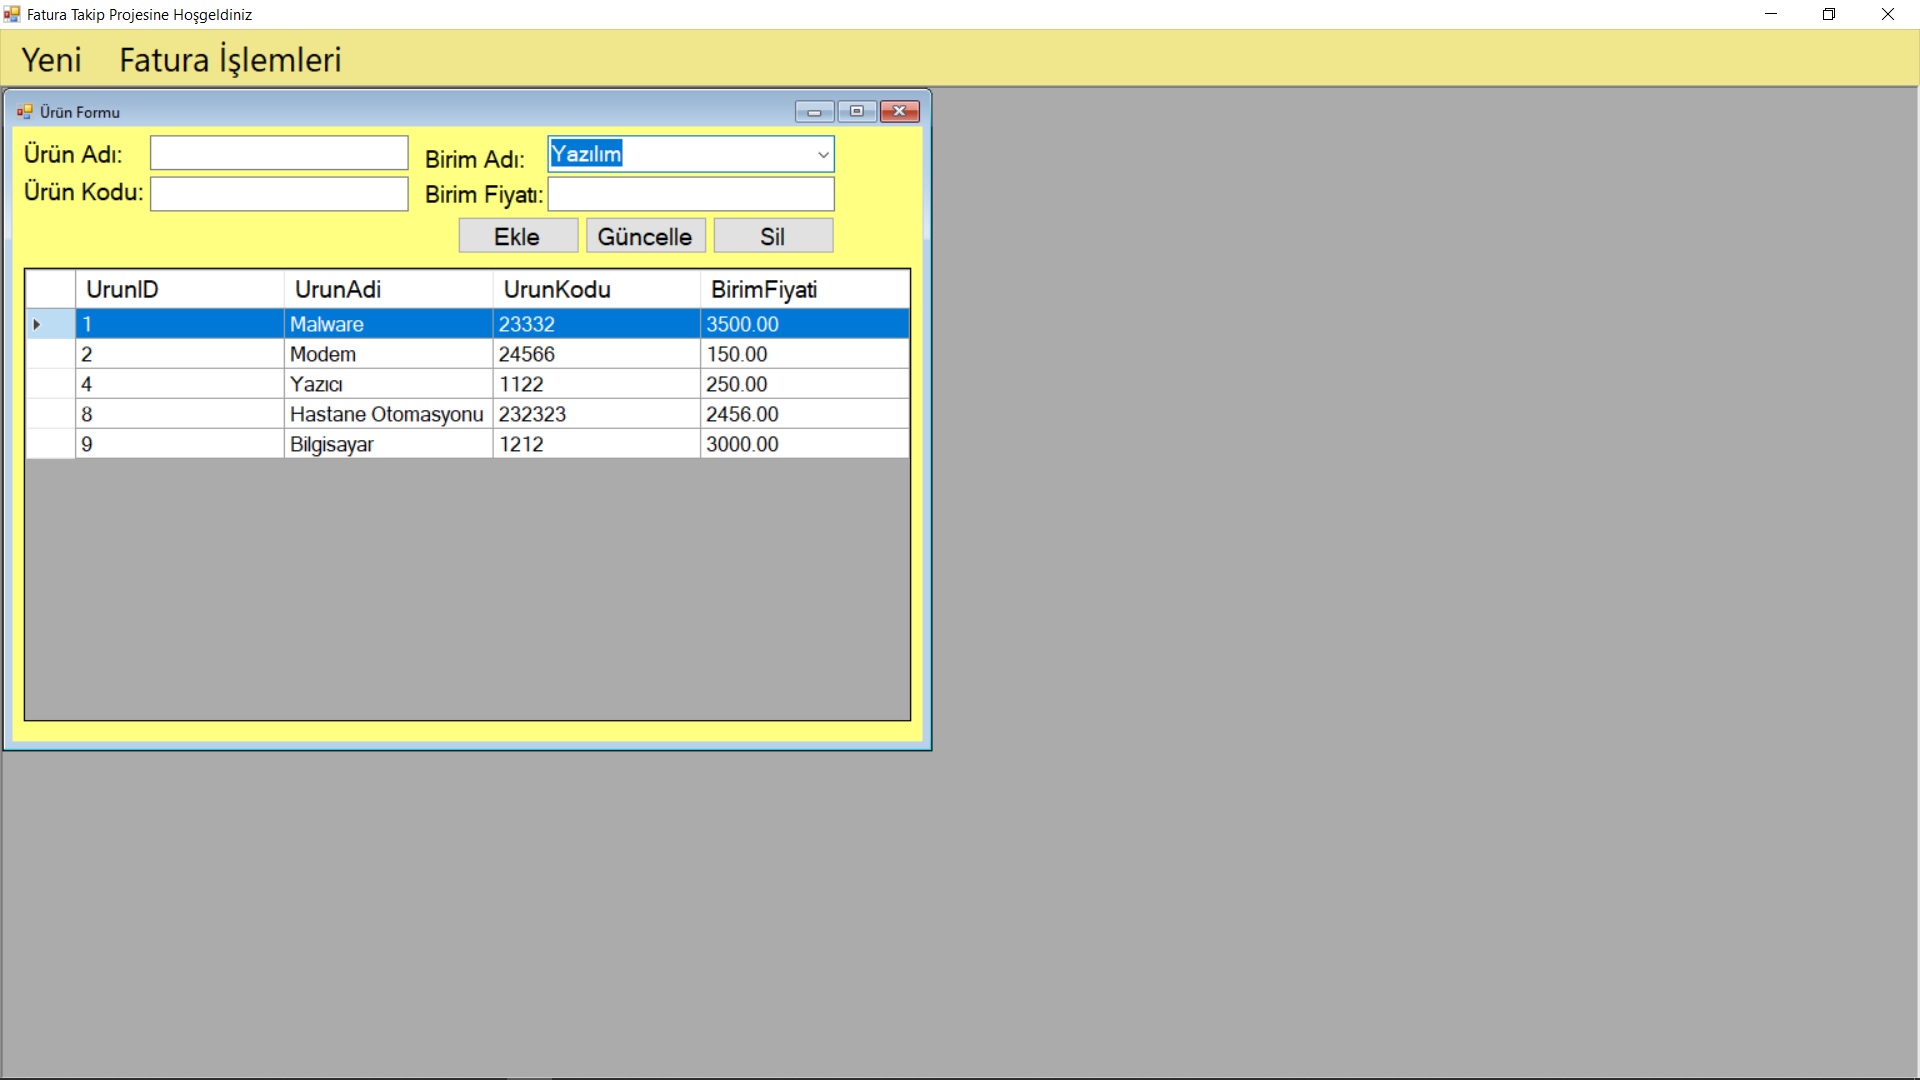 Fatura Takip Projesine Hoşgeldiniz
Yeni Fatura İşlemleri
Ürün Formu
Ürün Adı: Birim Adı: Yazılım
Ürün Kodu: Birim Fiyatı:
Ekle Güncelle Sil
UrunID UrunAdi UrunKodu BirimFiyati
1 Malware 23332 3500.00
2 Modem 24566 150.00
4 Yazıcı 1122 250.00
8 Hastane Otomasyonu 232323 2456.00
9 Bilgisayar 1212 3000.00